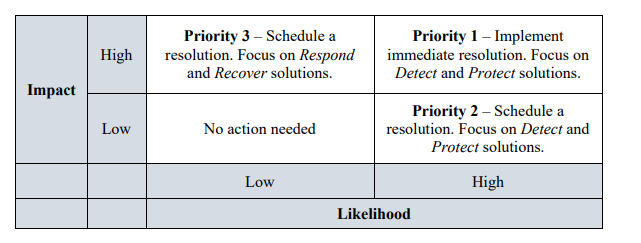 Impact
High
Priority 3 – Schedule a
resolution. Focus on Respond
and Recover solutions.
Priority 1 – Implement
immediate resolution. Focus on
Detect and Protect solutions.
Low
No action needed
Priority 2 – Schedule a
resolution. Focus on Detect and
Protect solutions.
Low
High
Likelihood